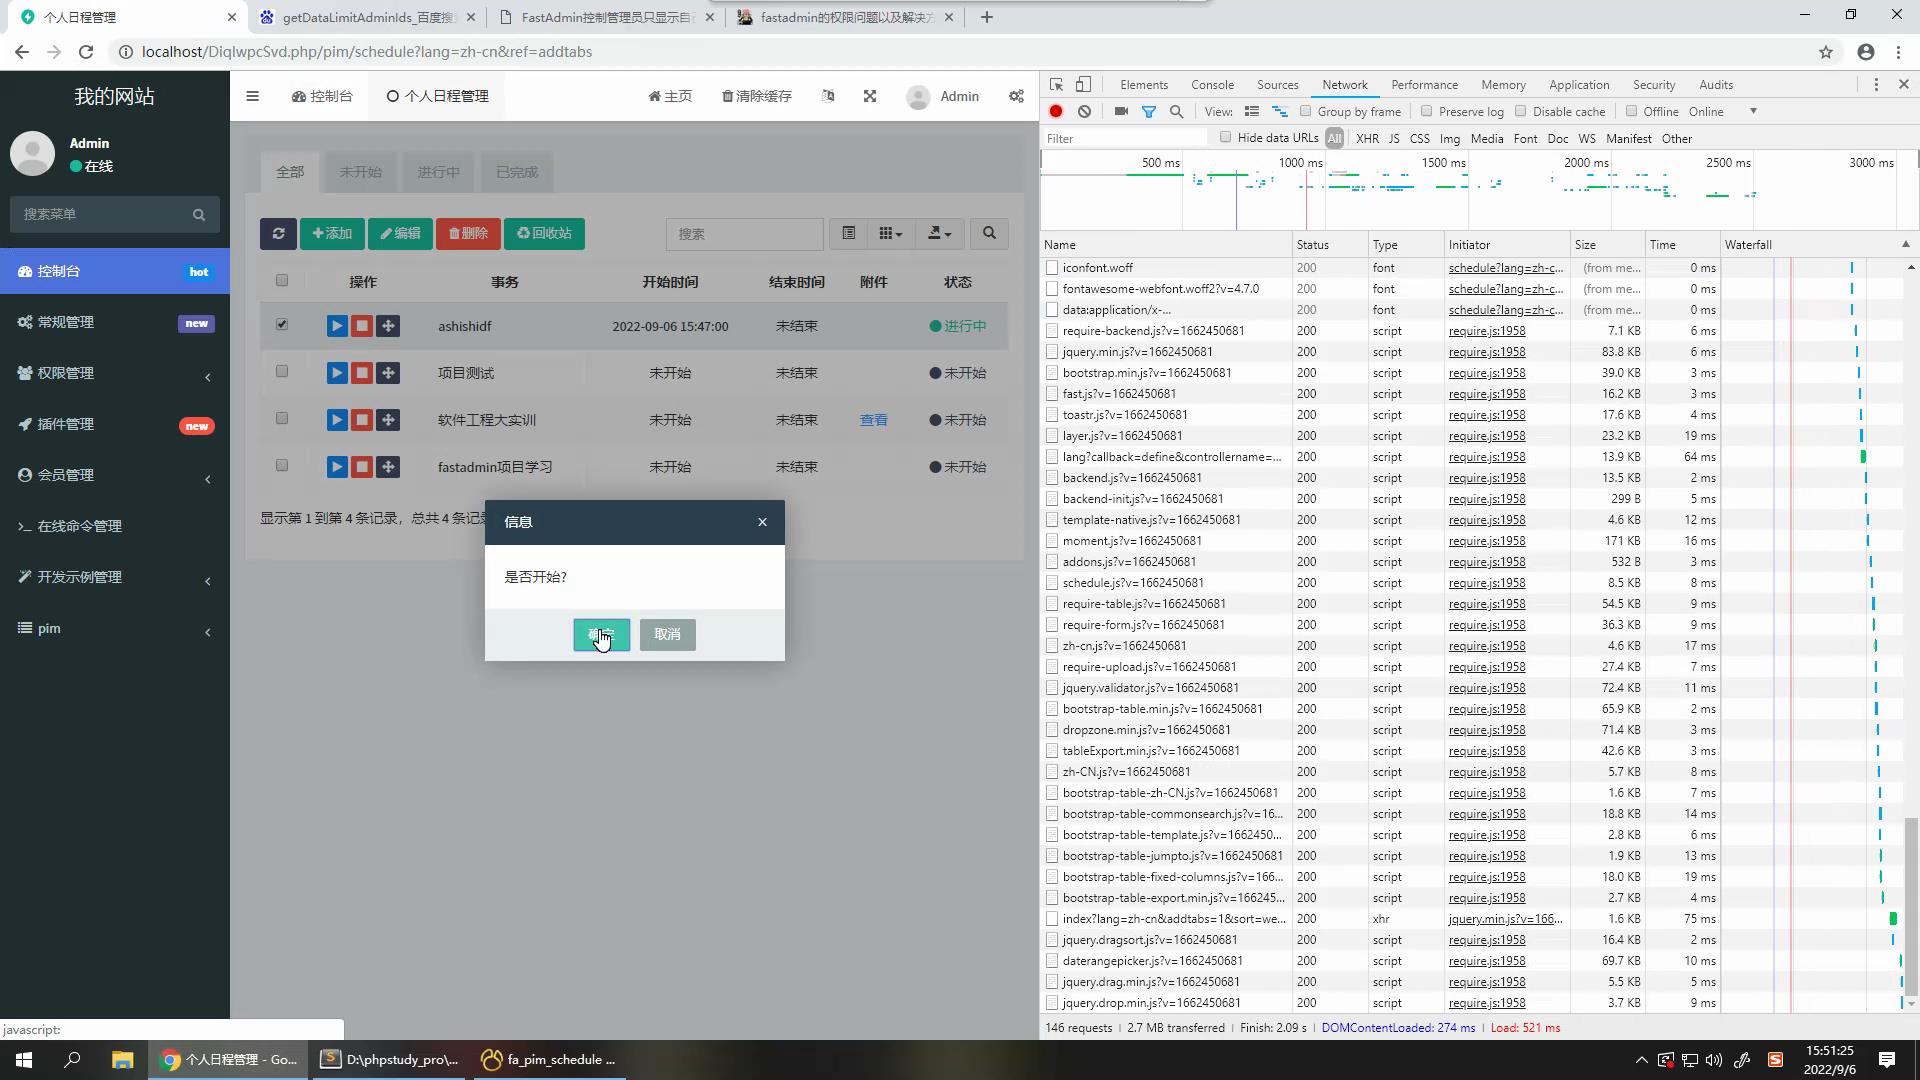 个人日程管理
getDataLimitAdminIds_百度搜
FastAdmin控制管理员只显示自
fastadmin的权限问题以及解决方
localhost/DiqIwpcSvd.php/pim/schedule?lang=zh-cn&ref=addtabs
我的网站
控制台
个人日程管理
主页
清除缓存
Admin
Admin
在线
搜索菜单
控制台 hot
常规管理 new
权限管理
插件管理 new
会员管理
在线命令管理
开发示例管理
pim
全部 未开始 进行中 已完成
添加 编辑 删除 回收站 搜索
操作 事务 开始时间 结束时间 附件 状态
ashishidf 2022-09-06 15:47:00 未结束 进行中
项目测试 未开始 未结束 未开始
软件工程大实训 未开始 未结束 查看 未开始
fastadmin项目学习 未开始 未结束 未开始
显示第 1 到第 4 条记录，总共 4 条记
信息
是否开始?
取消
javascript:
Elements Console Sources Network Performance Memory Application Security Audits
View: Group by frame Preserve log Disable cache Offline Online
Filter Hide data URLs All XHR JS CSS Img Media Font Doc WS Manifest Other
500 ms 1000 ms 1500 ms 2000 ms 2500 ms 3000 ms
Name Status Type Initiator Size Time Waterfall
iconfont.woff 200 font schedule?lang=zh-c... (from me... 0 ms
fontawesome-webfont.woff2?v=4.7.0 200 font schedule?lang=zh-c... (from me... 0 ms
data:application/x-... 200 font schedule?lang=zh-c... (from me... 0 ms
require-backend.js?v=1662450681 200 script require.js:1958 7.1 KB 6 ms
jquery.min.js?v=1662450681 200 script require.js:1958 83.8 KB 6 ms
bootstrap.min.js?v=1662450681 200 script require.js:1958 39.0 KB 3 ms
fast.js?v=1662450681 200 script require.js:1958 16.2 KB 3 ms
toastr.js?v=1662450681 200 script require.js:1958 17.6 KB 4 ms
layer.js?v=1662450681 200 script require.js:1958 23.2 KB 19 ms
lang?callback=define&controllername=... 200 script require.js:1958 13.9 KB 64 ms
backend.js?v=1662450681 200 script require.js:1958 13.5 KB 2 ms
backend-init.js?v=1662450681 200 script require.js:1958 299 B 5 ms
template-native.js?v=1662450681 200 script require.js:1958 4.6 KB 12 ms
moment.js?v=1662450681 200 script require.js:1958 171 KB 16 ms
addons.js?v=1662450681 200 script require.js:1958 532 B 3 ms
schedule.js?v=1662450681 200 script require.js:1958 8.5 KB 8 ms
require-table.js?v=1662450681 200 script require.js:1958 54.5 KB 9 ms
require-form.js?v=1662450681 200 script require.js:1958 36.3 KB 9 ms
zh-cn.js?v=1662450681 200 script require.js:1958 4.6 KB 17 ms
require-upload.js?v=1662450681 200 script require.js:1958 27.4 KB 7 ms
jquery.validator.js?v=1662450681 200 script require.js:1958 72.4 KB 11 ms
bootstrap-table.min.js?v=1662450681 200 script require.js:1958 65.9 KB 2 ms
dropzone.min.js?v=1662450681 200 script require.js:1958 71.4 KB 3 ms
tableExport.min.js?v=1662450681 200 script require.js:1958 42.6 KB 3 ms
zh-CN.js?v=1662450681 200 script require.js:1958 5.7 KB 8 ms
bootstrap-table-zh-CN.js?v=1662450681 200 script require.js:1958 1.6 KB 7 ms
bootstrap-table-commonsearch.js?v=16... 200 script require.js:1958 18.8 KB 14 ms
bootstrap-table-template.js?v=1662450... 200 script require.js:1958 2.8 KB 6 ms
bootstrap-table-jumpto.js?v=1662450681 200 script require.js:1958 1.9 KB 13 ms
bootstrap-table-fixed-columns.js?v=166... 200 script require.js:1958 18.0 KB 19 ms
bootstrap-table-export.min.js?v=166245... 200 script require.js:1958 2.7 KB 4 ms
index?lang=zh-cn&addtabs=1&sort=we... 200 xhr jquery.min.js?v=166... 1.6 KB 75 ms
jquery.dragsort.js?v=1662450681 200 script require.js:1958 16.4 KB 2 ms
daterangepicker.js?v=1662450681 200 script require.js:1958 69.7 KB 10 ms
jquery.drag.min.js?v=1662450681 200 script require.js:1958 5.5 KB 5 ms
jquery.drop.min.js?v=1662450681 200 script require.js:1958 3.7 KB 9 ms
146 requests | 2.7 MB transferred | Finish: 2.09 s | DOMContentLoaded: 274 ms | Load: 521 ms
个人日程管理 - Go...
D:\phpstudy_pro\...
fa_pim_schedule ...
15:51:25
2022/9/6